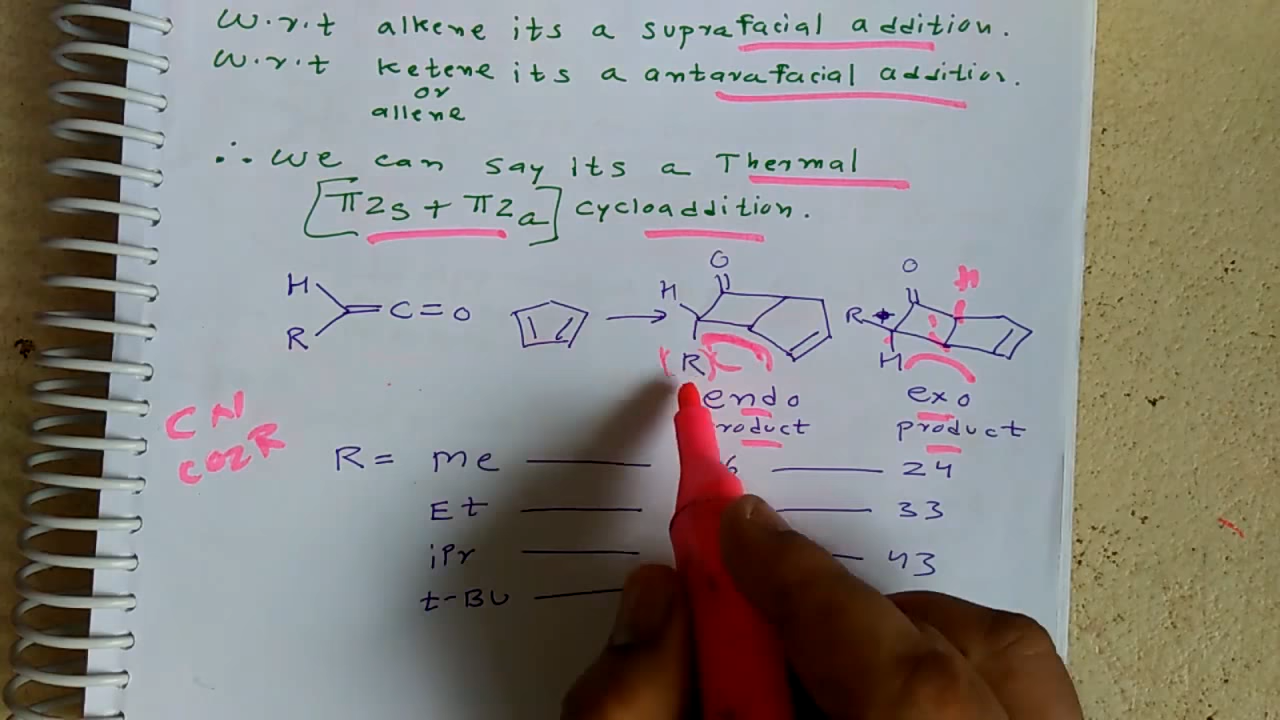 w.r.t alkene its a suprafacial addition.
w.r.t ketene its a antarafacial addition.
or
allene
∴ we can say its a Thermal
[π2s + π2a] cycloaddition.
H
R
C=O
O
H
R
O
R
H
H
endo
product
exo
product
CN
CO2R
R = Me 24
Et 33
iPr 43
t-Bu